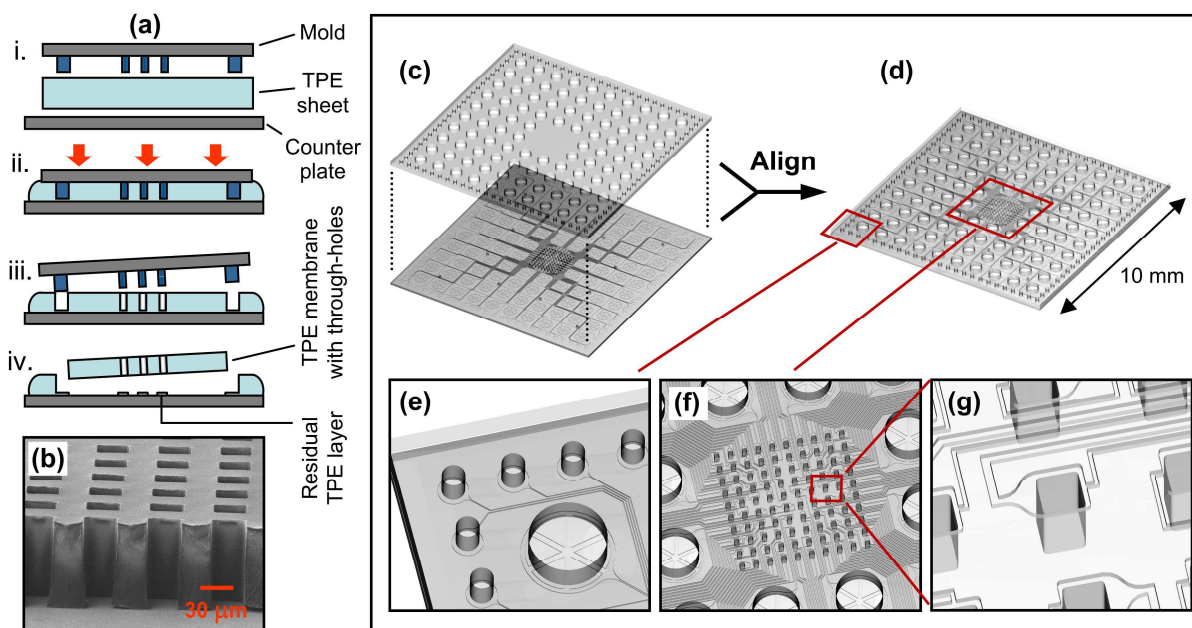 (a)
i.
Mold
TPE
sheet
Counter
plate
ii.
iii.
TPE membrane
with through-holes
iv.
Residual
TPE layer
(b)
30 μm
(c)
Align
(d)
10 mm
(e)
(f)
(g)